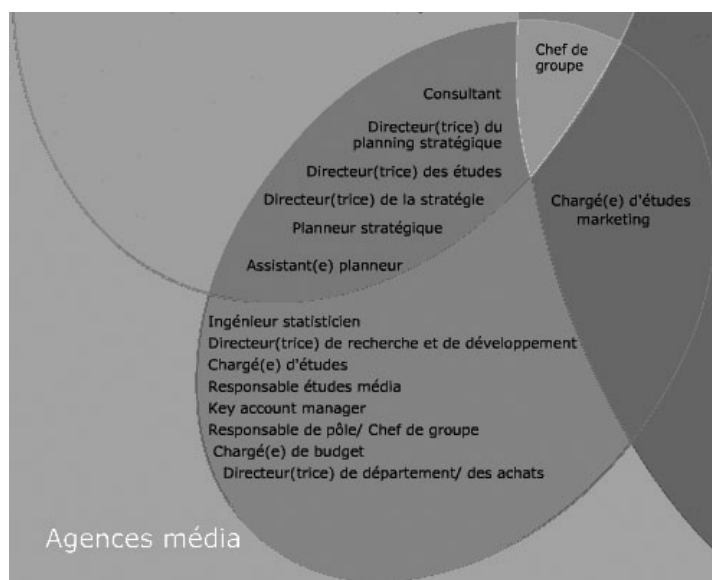 Chef de
groupe
Consultant
Directeur(trice) du
planning stratégique
Directeur(trice) des études
Directeur(trice) de la stratégie
Planneur stratégique
Assistant(e) planneur
Chargé(e) d'études
marketing
Ingénieur statisticien
Directeur(trice) de recherche et de développement
Chargé(e) d'études
Responsable études média
Key account manager
Responsable de pôle/ Chef de groupe
Chargé(e) de budget
Directeur(trice) de département/ des achats
Agences média